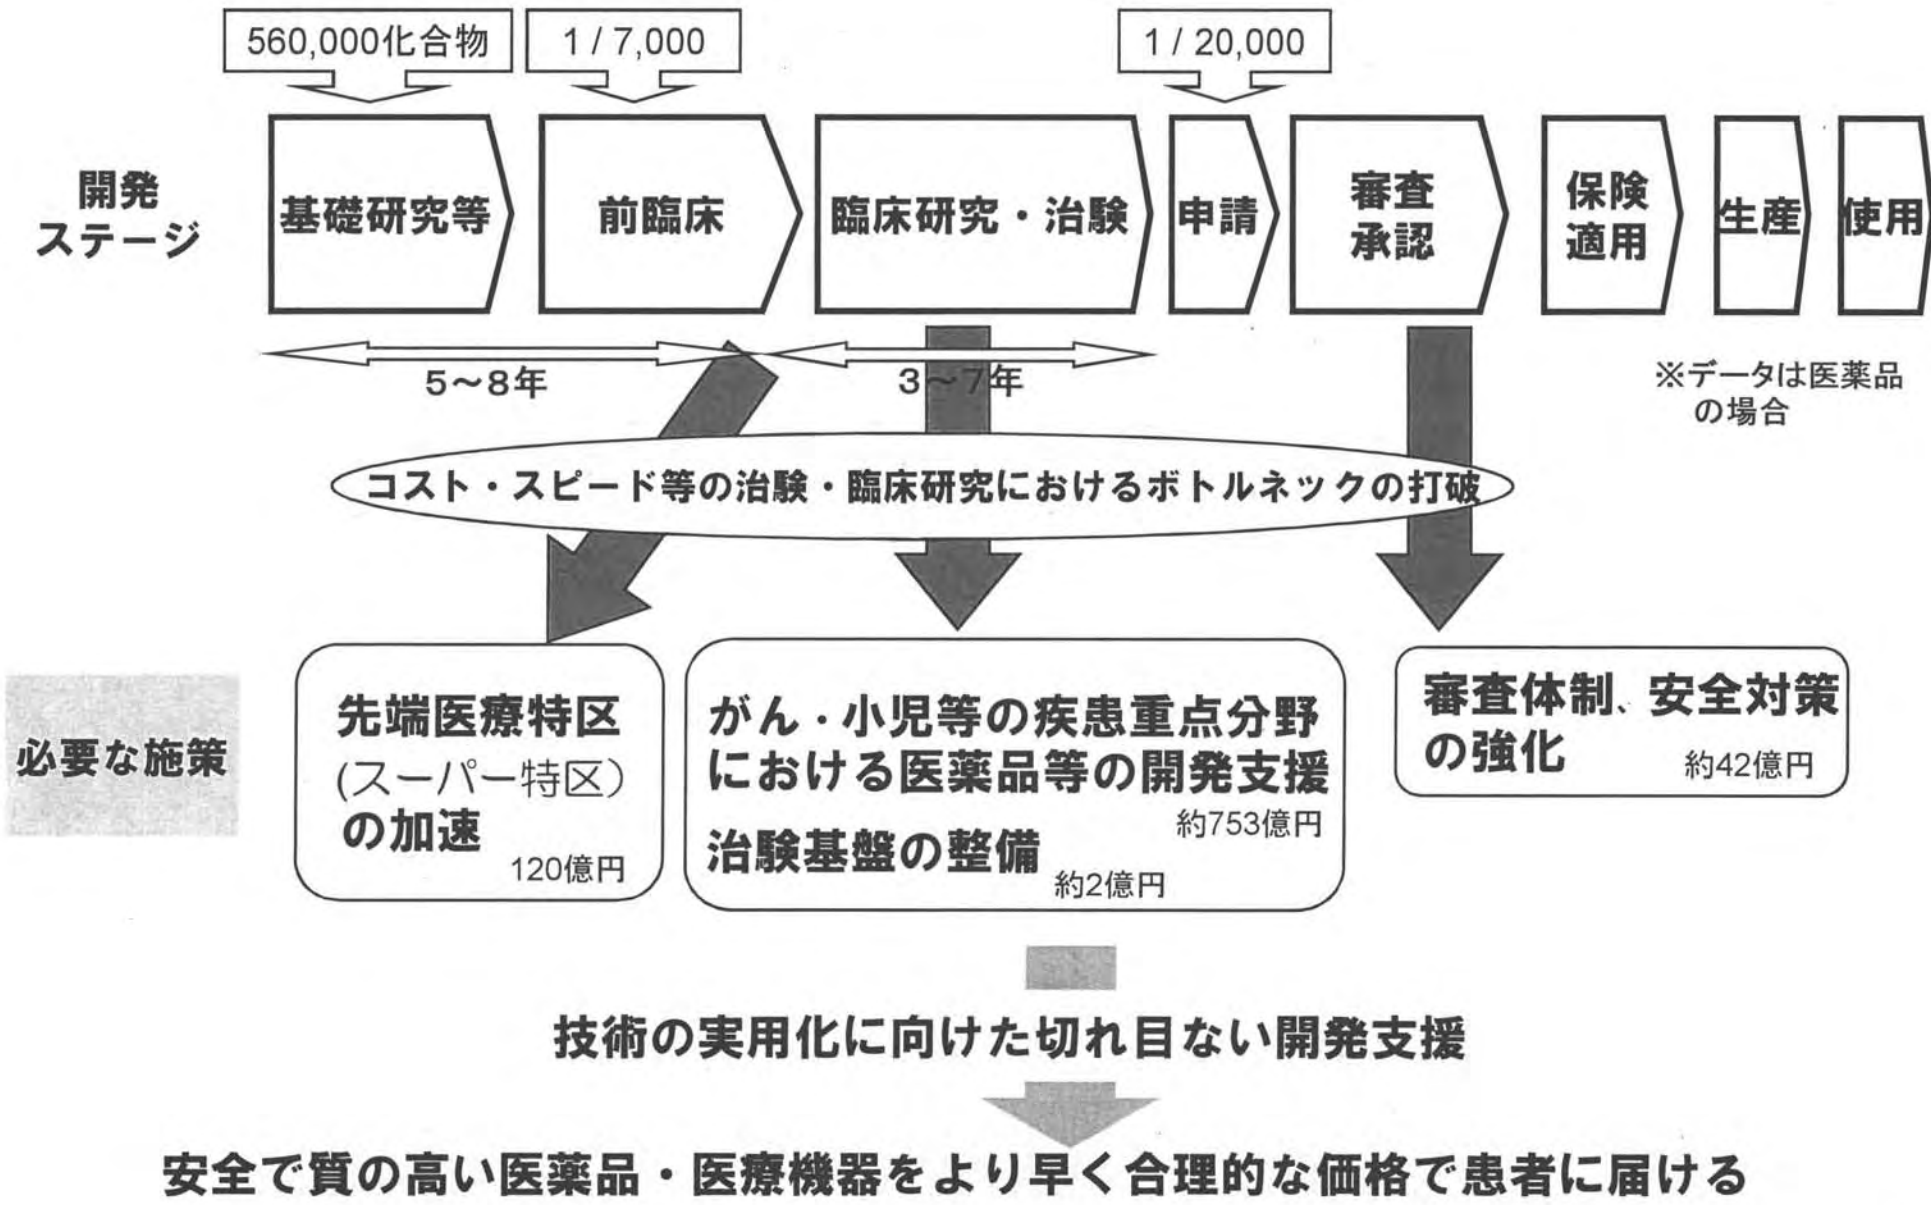 560,000化合物
1 / 7,000
1 / 20,000
開発
ステージ
基礎研究等
前臨床
臨床研究・治験
申請
審査
承認
保険
適用
生産
使用
5～8年
3～7年
※データは医薬品
の場合
コスト・スピード等の治験・臨床研究におけるボトルネックの打破
必要な施策
先端医療特区
(スーパー特区）
の加速
120億円
がん・小児等の疾患重点分野
における医薬品等の開発支援
約753億円
治験基盤の整備
約2億円
審査体制、安全対策
の強化
約42億円
技術の実用化に向けた切れ目ない開発支援
安全で質の高い医薬品・医療機器をより早く合理的な価格で患者に届ける